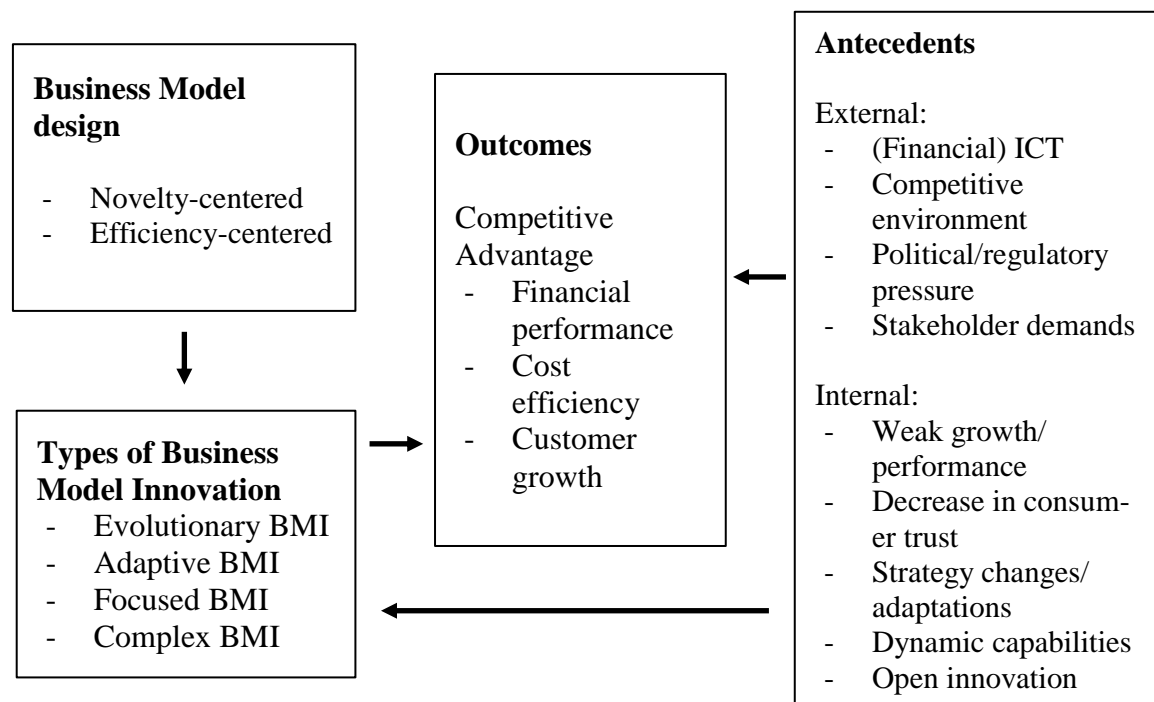 Business Model
design
- Novelty-centered
- Efficiency-centered
Types of Business
Model Innovation
- Evolutionary BMI
- Adaptive BMI
- Focused BMI
- Complex BMI
Outcomes
Competitive
Advantage
- Financial
performance
- Cost
efficiency
- Customer
growth
Antecedents
External:
- (Financial) ICT
- Competitive
environment
- Political/regulatory
pressure
- Stakeholder demands
Internal:
- Weak growth/
performance
- Decrease in consum-
er trust
- Strategy changes/
adaptations
- Dynamic capabilities
- Open innovation